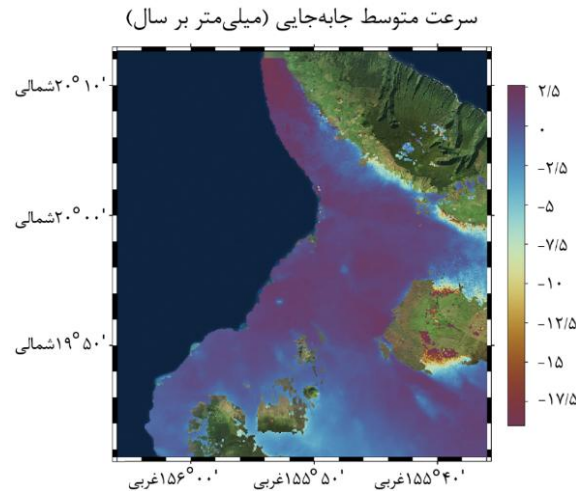 سرعت متوسط جابه‌جایی (میلی‌متر بر سال)
۲۰° ۱۰' شمالی
۲۰° ۰۰' شمالی
۱۹° ۵۰' شمالی
۱۵۶° ۰۰' غربی
۱۵۵° ۵۰' غربی
۱۵۵° ۴۰' غربی
۲/۵
۰
-۲/۵
-۵
-۷/۵
-۱۰
-۱۲/۵
-۱۵
-۱۷/۵